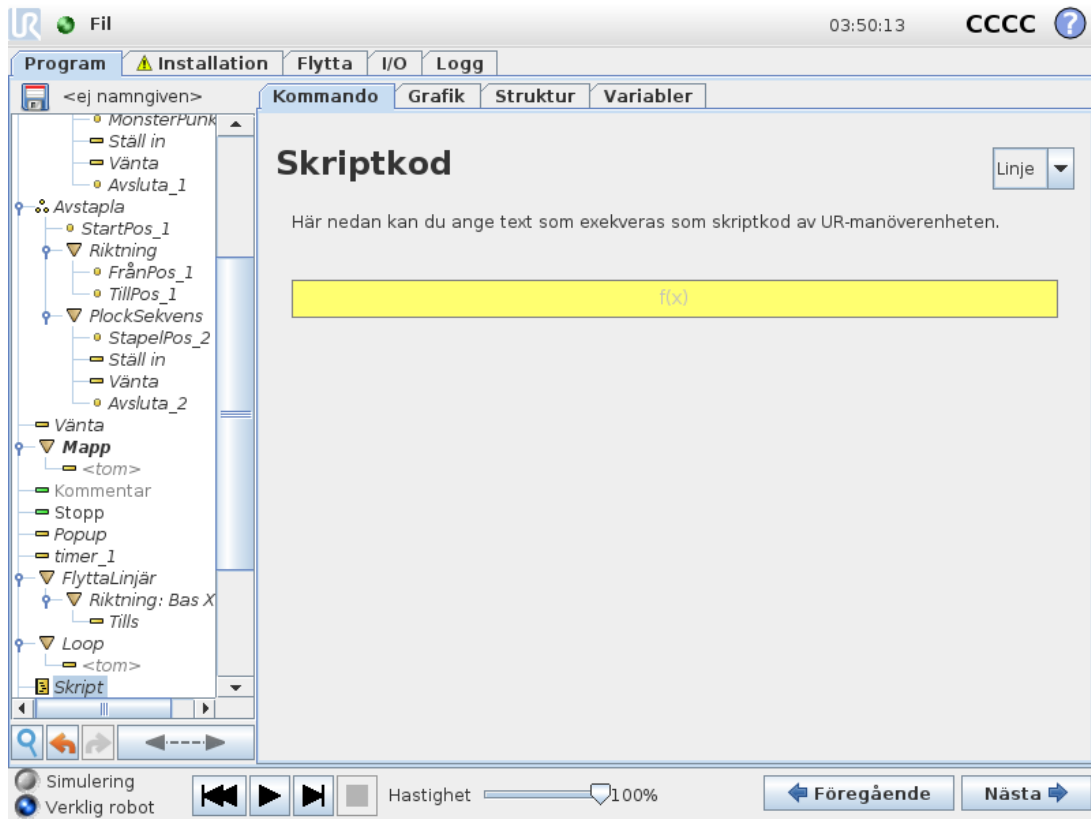 UR Fil 03:50:13 CCCC ?
Program Installation Flytta I/O Logg
<ej namngiven>
Kommando Grafik Struktur Variabler
MönsterPunk
Ställ in
Vänta
Avsluta_1
Avstapla
StartPos_1
Riktning
FrånPos_1
TillPos_1
PlockSekvens
StapelPos_2
Ställ in
Vänta
Avsluta_2
Vänta
Mapp
<tom>
Kommentar
Stopp
Popup
timer_1
FlyttaLinjär
Riktning: Bas X
Tills
Loop
<tom>
Skript
Skriptkod
Linje
Här nedan kan du ange text som exekveras som skriptkod av UR-manöverenheten.
f(x)
Simulering
Verklig robot
Hastighet 100%
Föregående Nästa